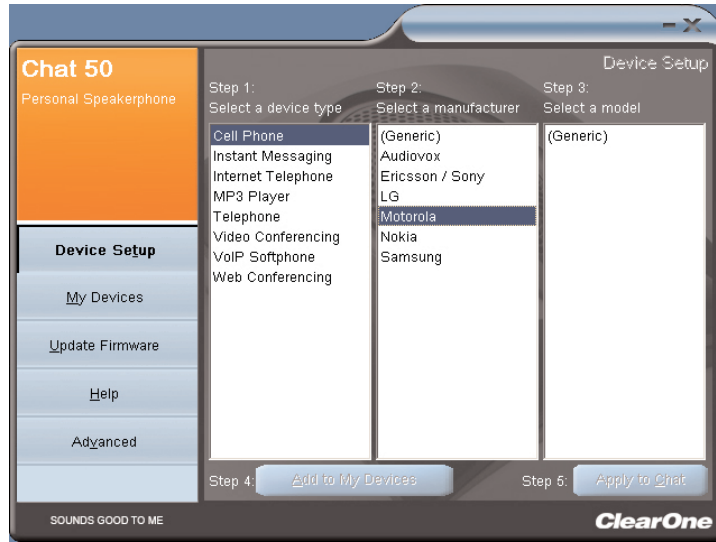 Chat 50
Personal Speakerphone
Device Setup
My Devices
Update Firmware
Help
Advanced
SOUNDS GOOD TO ME
Device Setup
Step 1:
Select a device type
Cell Phone
Instant Messaging
Internet Telephone
MP3 Player
Telephone
Video Conferencing
VoIP Softphone
Web Conferencing
Step 2:
Select a manufacturer
(Generic)
Audiovox
Ericsson / Sony
LG
Motorola
Nokia
Samsung
Step 3:
Select a model
(Generic)
Step 4:
Add to My Devices
Step 5:
Apply to Chat
ClearOne